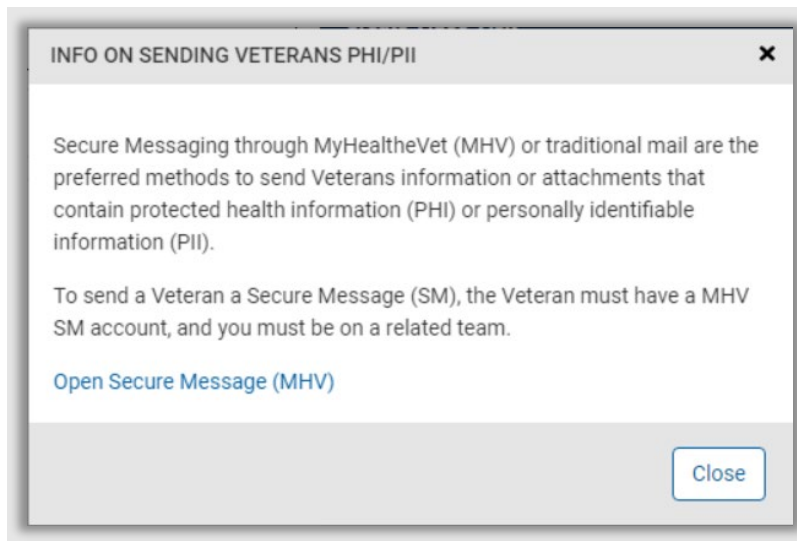 INFO ON SENDING VETERANS PHI/PII
Secure Messaging through MyHealtheVet (MHV) or traditional mail are the
preferred methods to send Veterans information or attachments that
contain protected health information (PHI) or personally identifiable
information (PII).
To send a Veteran a Secure Message (SM), the Veteran must have a MHV
SM account, and you must be on a related team.
Open Secure Message (MHV)
Close